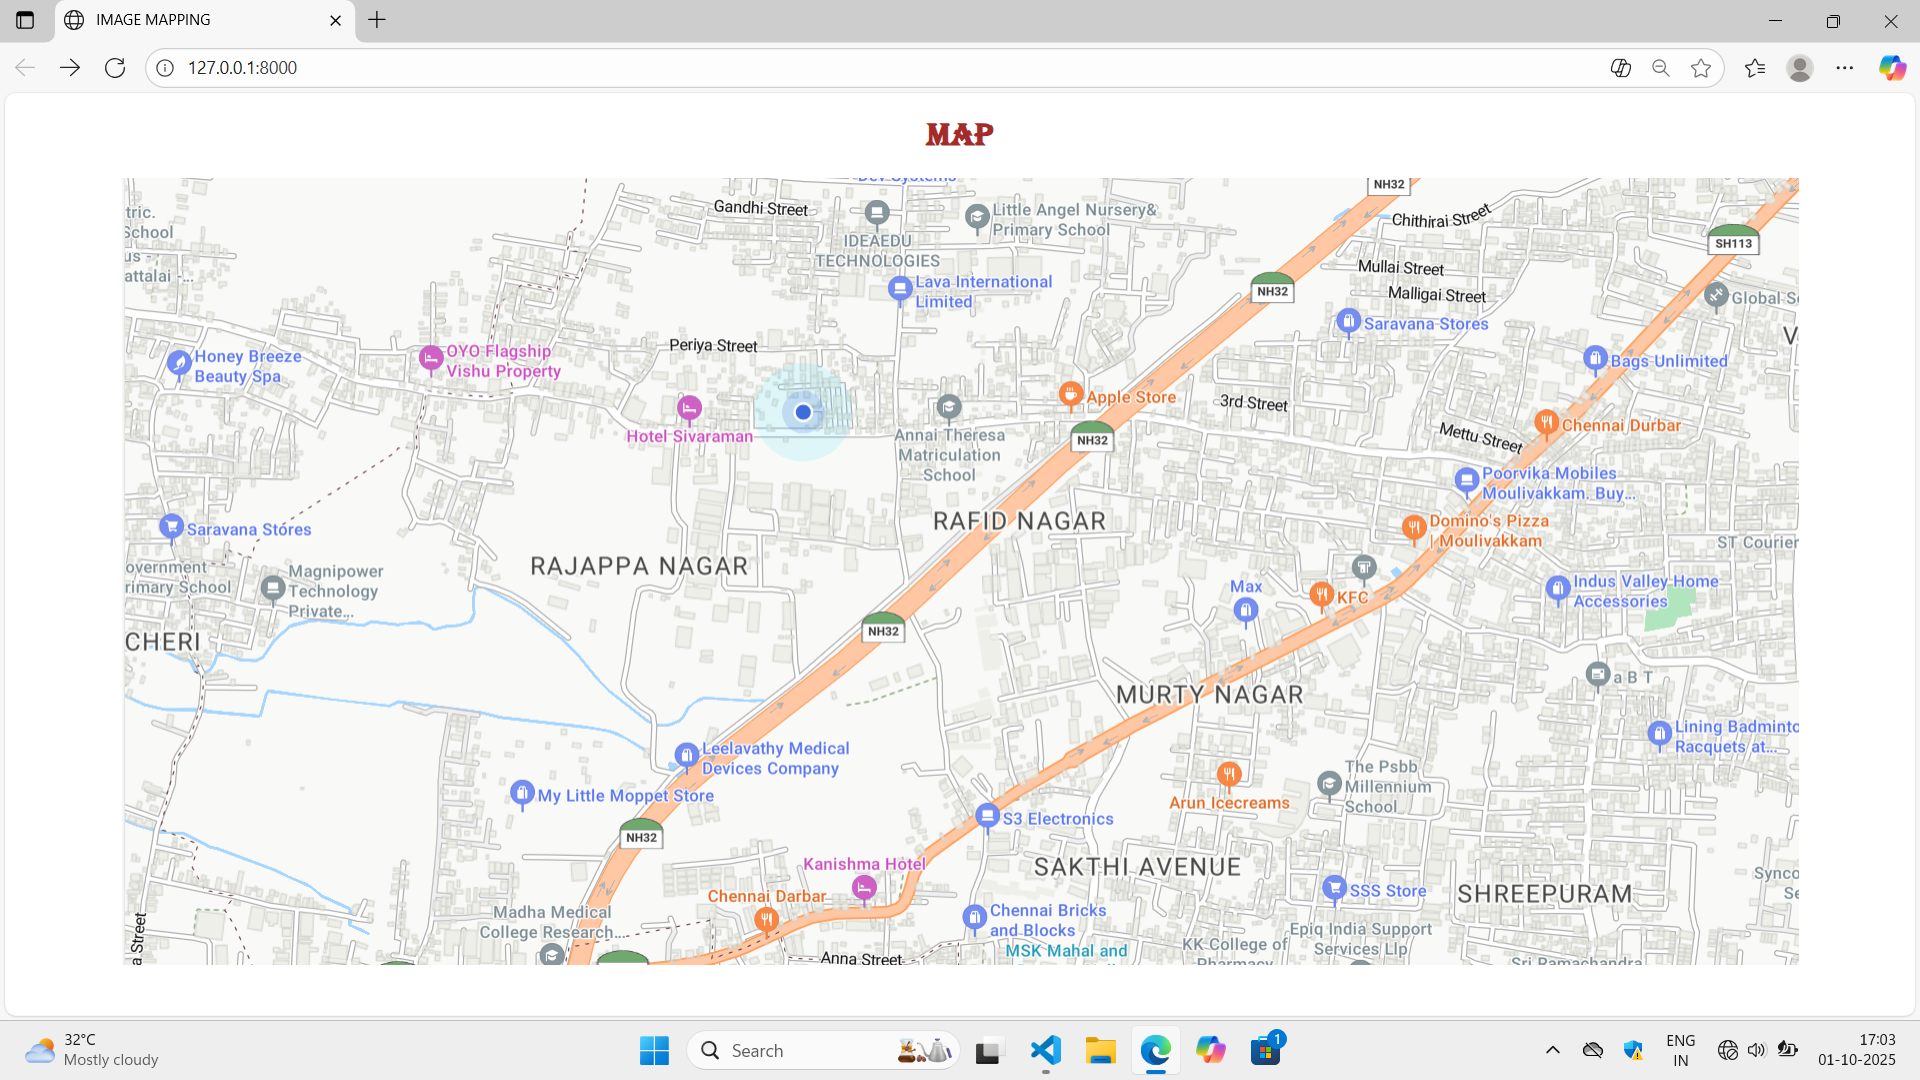 IMAGE MAPPING
127.0.0.1:8000
MAP
NH32
Gandhi Street
Little Angel Nursery&
Primary School
Chithirai Street
tric.
School
IDEAEDU
TECHNOLOGIES
SH113
us -
attalai -...
Mullai Street
Lava International
Limited
NH32
Malligai Street
Global S
Saravana Stores
Periya Street
OYO Flagship
Vishu Property
Honey Breeze
Beauty Spa
Bags Unlimited
Apple Store
3rd Street
Hotel Sivaraman
Annai Theresa
Matriculation
School
NH32
Mettu Street
Chennai Durbar
Poorvika Mobiles
Moulivakkam. Buy...
RAFID NAGAR
Domino's Pizza
| Moulivakkam
Saravana Stores
ST Courier
RAJAPPA NAGAR
overnment
rimary School
Magnipower
Technology
Private...
Max
KFC
Indus Valley Home
Accessories
CHERI
NH32
MURTY NAGAR
a B T
Lining Badminto
Racquets at...
Leelavathy Medical
Devices Company
My Little Moppet Store
The Psbb
Millennium
School
Arun Icecreams
NH32
S3 Electronics
Kanishma Hotel
SAKTHI AVENUE
Chennai Darbar
SSS Store
SHREEPURAM
Synco
Se
Madha Medical
College Research...
Chennai Bricks
and Blocks
MSK Mahal and
KK College of
Pharmacy
Epiq India Support
Services Llp
a Street
Anna Street
Sri Ramachandra
32°C
Mostly cloudy
Search
1
ENG
IN
17:03
01-10-2025